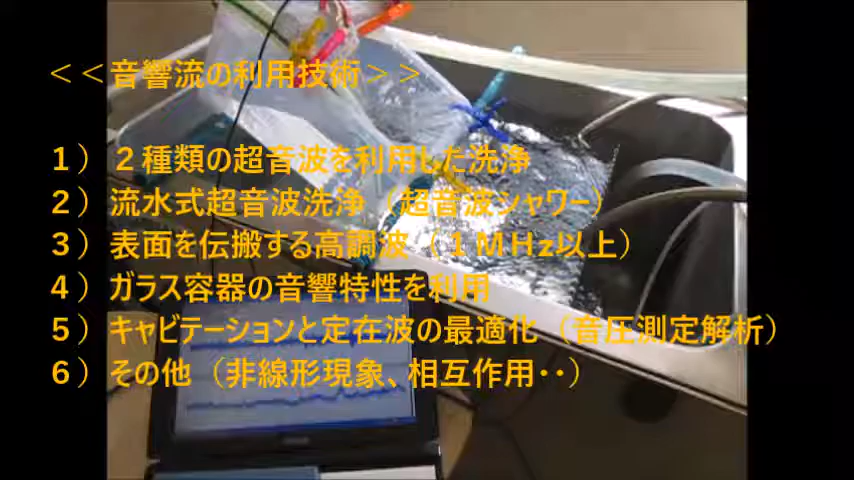 ＜＜音響流の利用技術＞＞
１）２種類の超音波を利用した洗浄
２）流水式超音波洗浄（超音波シャワー）
３）表面を伝搬する高調波（１ＭＨz以上）
４）ガラス容器の音響特性を利用
５）キャビテーションと定在波の最適化（音圧測定解析）
６）その他（非線形現象、相互作用・・）